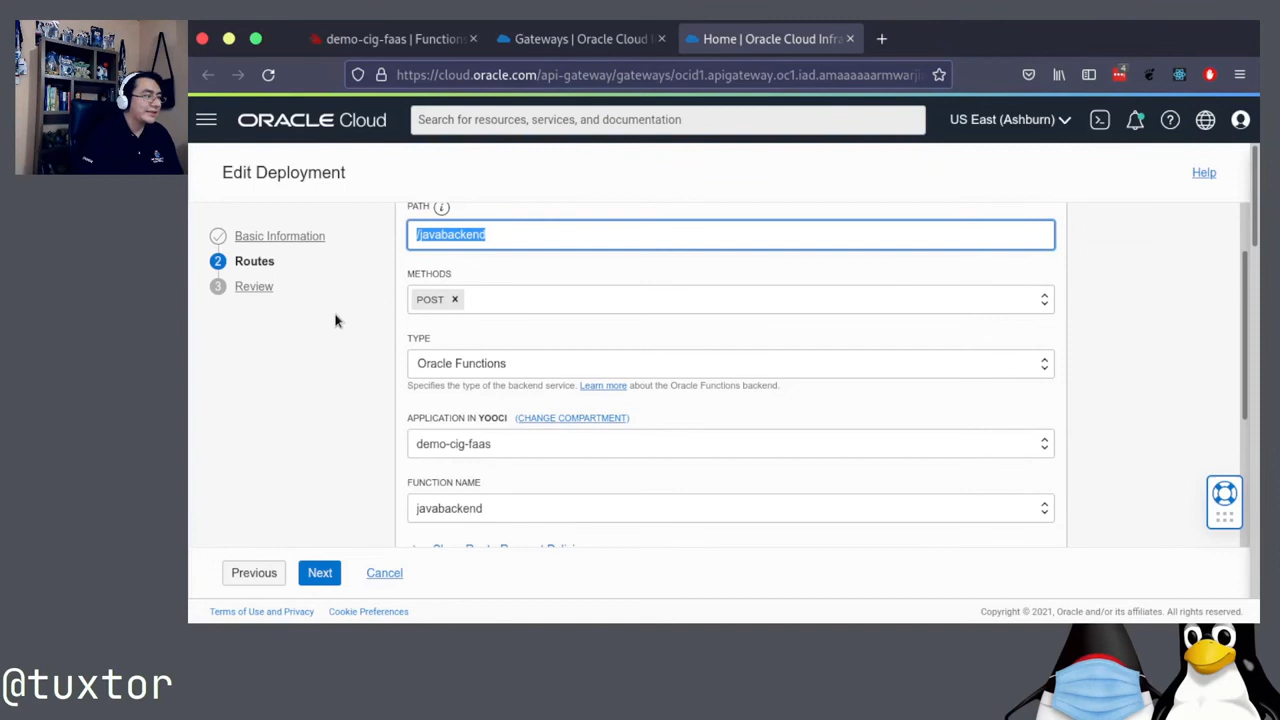 demo-cig-faas | Functions
Gateways | Oracle Cloud I
Home | Oracle Cloud Infra
https://cloud.oracle.com/api-gateway/gateways/ocid1.apigateway.oc1.iad.amaaaaaarmwarji
4
ORACLE Cloud
Search for resources, services, and documentation
US East (Ashburn)
Edit Deployment
Help
Basic Information
2 Routes
3 Review
PATH i
/javabackend
METHODS
POST ×
TYPE
Oracle Functions
Specifies the type of the backend service. Learn more about the Oracle Functions backend.
APPLICATION IN YOOCI (CHANGE COMPARTMENT)
demo-cig-faas
FUNCTION NAME
javabackend
Previous
Next
Cancel
Terms of Use and Privacy
Cookie Preferences
Copyright © 2021, Oracle and/or its affiliates. All rights reserved.
@tuxtor